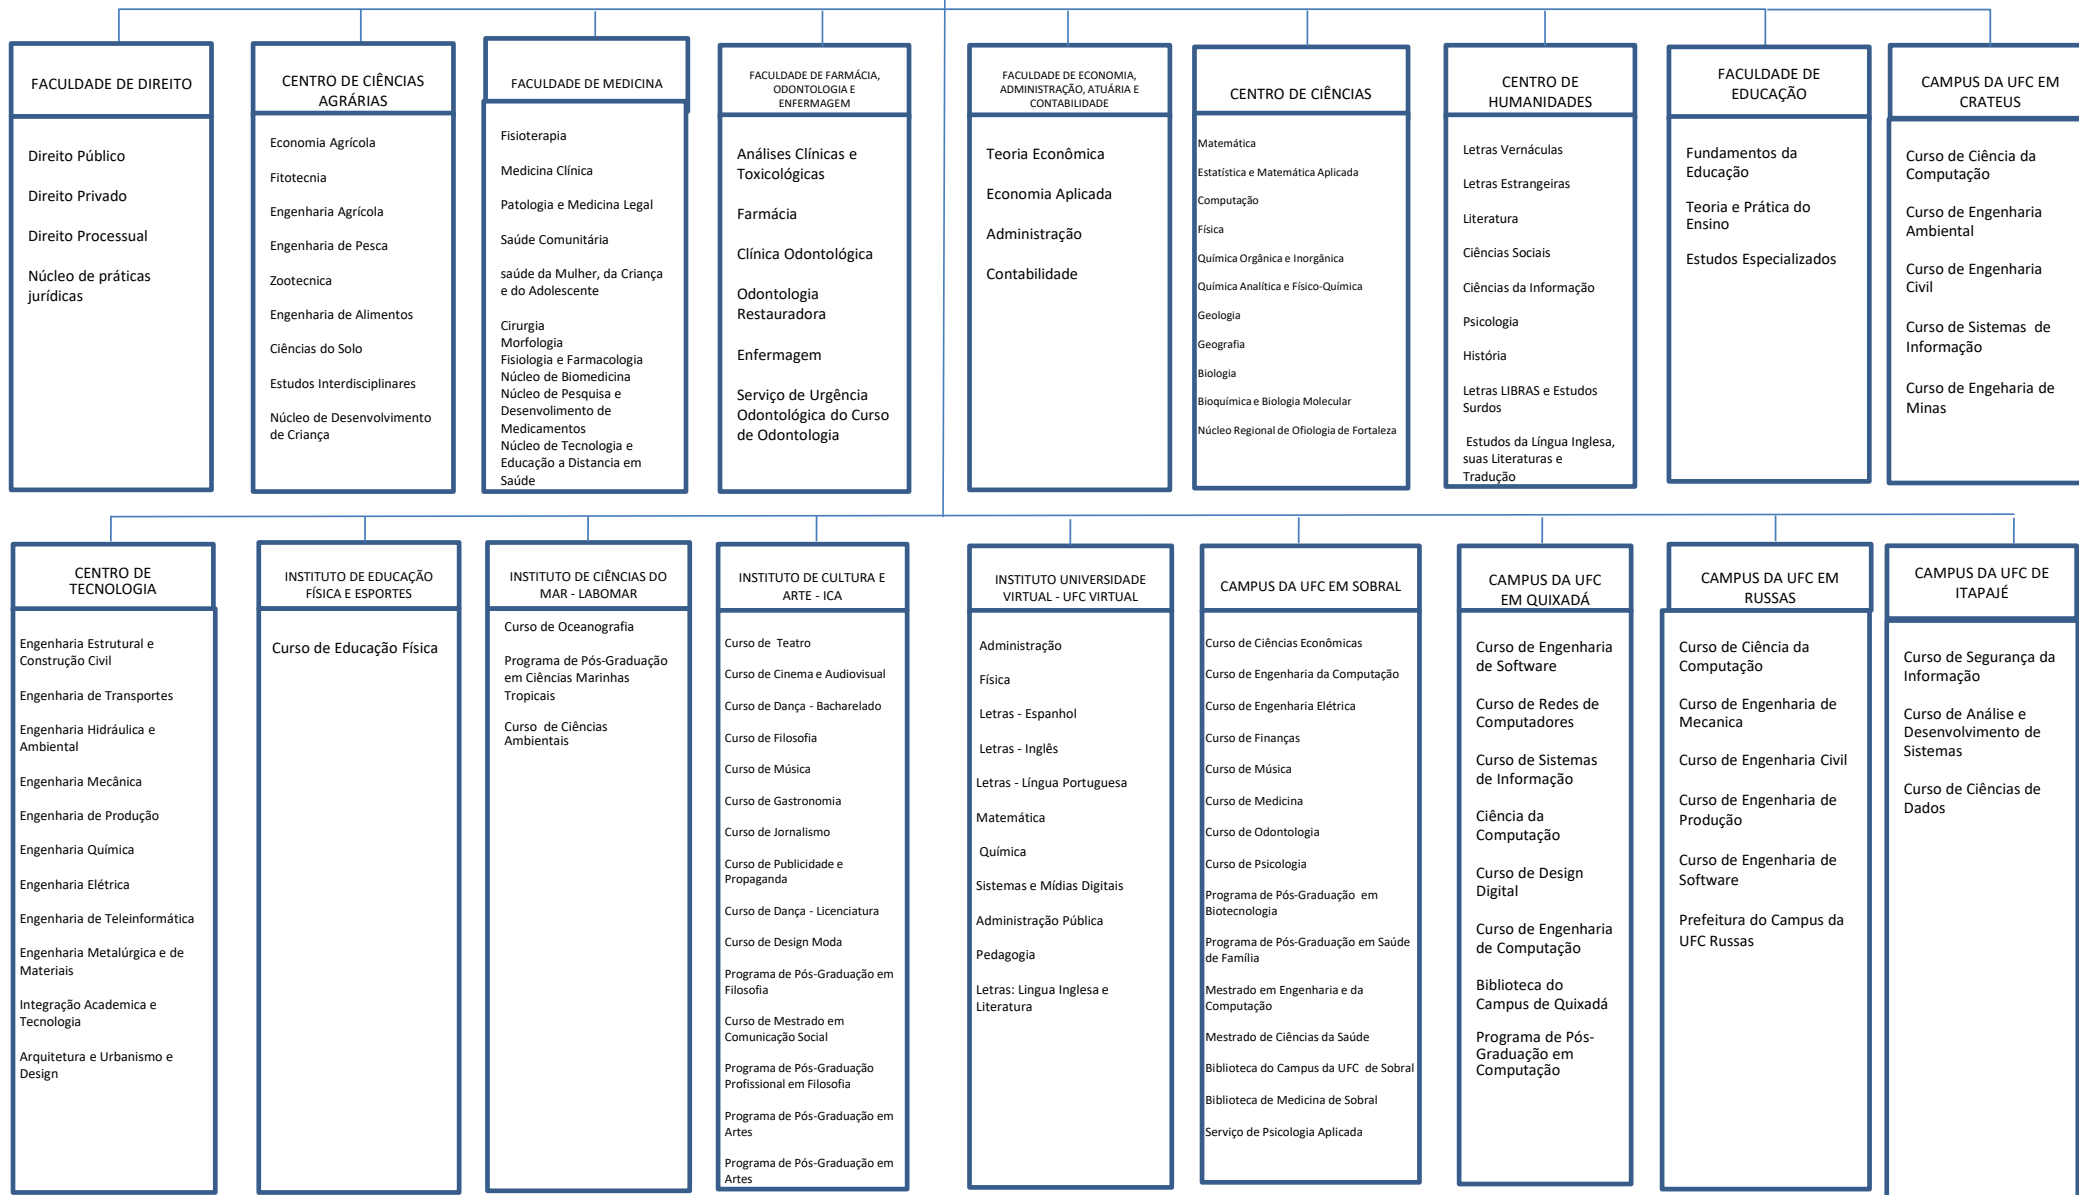 FACULDADE DE DIREITO
Direito Público
Direito Privado
Direito Processual
Núcleo de práticas
jurídicas
CENTRO DE CIÊNCIAS
AGRÁRIAS
Economia Agrícola
Fitotecnia
Engenharia Agrícola
Engenharia de Pesca
Zootecnica
Engenharia de Alimentos
Ciências do Solo
Estudos Interdisciplinares
Núcleo de Desenvolvimento
de Criança
FACULDADE DE MEDICINA
Fisioterapia
Medicina Clínica
Patologia e Medicina Legal
Saúde Comunitária
saúde da Mulher, da Criança
e do Adolescente
Cirurgia
Morfologia
Fisiologia e Farmacologia
Núcleo de Biomedicina
Núcleo de Pesquisa e
Desenvolimento de
Medicamentos
Núcleo de Tecnologia e
Educação a Distancia em
Saúde
FACULDADE DE FARMÁCIA,
ODONTOLOGIA E
ENFERMAGEM
Análises Clínicas e
Toxicológicas
Farmácia
Clínica Odontológica
Odontologia
Restauradora
Enfermagem
Serviço de Urgência
Odontológica do Curso
de Odontologia
FACULDADE DE ECONOMIA,
ADMINISTRAÇÃO, ATUÁRIA E
CONTABILIDADE
Teoria Econômica
Economia Aplicada
Administração
Contabilidade
CENTRO DE CIÊNCIAS
Matemática
Estatística e Matemática Aplicada
Computação
Física
Química Orgânica e Inorgânica
Química Analítica e Físico-Química
Geologia
Geografia
Biologia
Bioquímica e Biologia Molecular
Núcleo Regional de Ofiologia de Fortaleza
CENTRO DE
HUMANIDADES
Letras Vernáculas
Letras Estrangeiras
Literatura
Ciências Sociais
Ciências da Informação
Psicologia
História
Letras LIBRAS e Estudos
Surdos
Estudos da Língua Inglesa,
suas Literaturas e
Tradução
FACULDADE DE
EDUCAÇÃO
Fundamentos da
Educação
Teoria e Prática do
Ensino
Estudos Especializados
CAMPUS DA UFC EM
CRATEUS
Curso de Ciência da
Computação
Curso de Engenharia
Ambiental
Curso de Engenharia
Civil
Curso de Sistemas de
Informação
Curso de Engeharia de
Minas
CENTRO DE
TECNOLOGIA
Engenharia Estrutural e
Construção Civil
Engenharia de Transportes
Engenharia Hidráulica e
Ambiental
Engenharia Mecânica
Engenharia de Produção
Engenharia Química
Engenharia Elétrica
Engenharia de Teleinformática
Engenharia Metalúrgica e de
Materiais
Integração Academica e
Tecnologia
Arquitetura e Urbanismo e
Design
INSTITUTO DE EDUCAÇÃO
FÍSICA E ESPORTES
Curso de Educação Física
INSTITUTO DE CIÊNCIAS DO
MAR - LABOMAR
Curso de Oceanografia
Programa de Pós-Graduação
em Ciências Marinhas
Tropicais
Curso de Ciências
Ambientais
INSTITUTO DE CULTURA E
ARTE - ICA
Curso de Teatro
Curso de Cinema e Audiovisual
Curso de Dança - Bacharelado
Curso de Filosofia
Curso de Música
Curso de Gastronomia
Curso de Jornalismo
Curso de Publicidade e
Propaganda
Curso de Dança - Licenciatura
Curso de Design Moda
Programa de Pós-Graduação em
Filosofia
Curso de Mestrado em
Comunicação Social
Programa de Pós-Graduação
Profissional em Filosofia
Programa de Pós-Graduação em
Artes
Programa de Pós-Graduação em
Artes
INSTITUTO UNIVERSIDADE
VIRTUAL - UFC VIRTUAL
Administração
Física
Letras - Espanhol
Letras - Inglês
Letras - Língua Portuguesa
Matemática
Química
Sistemas e Mídias Digitais
Administração Pública
Pedagogia
Letras: Lingua Inglesa e
Literatura
CAMPUS DA UFC EM SOBRAL
Curso de Ciências Econômicas
Curso de Engenharia da Computação
Curso de Engenharia Elétrica
Curso de Finanças
Curso de Música
Curso de Medicina
Curso de Odontologia
Curso de Psicologia
Programa de Pós-Graduação em
Biotecnologia
Programa de Pós-Graduação em Saúde
de Família
Mestrado em Engenharia e da
Computação
Mestrado de Ciências da Saúde
Biblioteca do Campus da UFC de Sobral
Biblioteca de Medicina de Sobral
Serviço de Psicologia Aplicada
CAMPUS DA UFC
EM QUIXADÁ
Curso de Engenharia
de Software
Curso de Redes de
Computadores
Curso de Sistemas
de Informação
Ciência da
Computação
Curso de Design
Digital
Curso de Engenharia
de Computação
Biblioteca do
Campus de Quixadá
Programa de Pós-
Graduação em
Computação
CAMPUS DA UFC EM
RUSSAS
Curso de Ciência da
Computação
Curso de Engenharia de
Mecanica
Curso de Engenharia Civil
Curso de Engenharia de
Produção
Curso de Engenharia de
Software
Prefeitura do Campus da
UFC Russas
CAMPUS DA UFC DE
ITAPAJÉ
Curso de Segurança da
Informação
Curso de Análise e
Desenvolvimento de
Sistemas
Curso de Ciências de
Dados